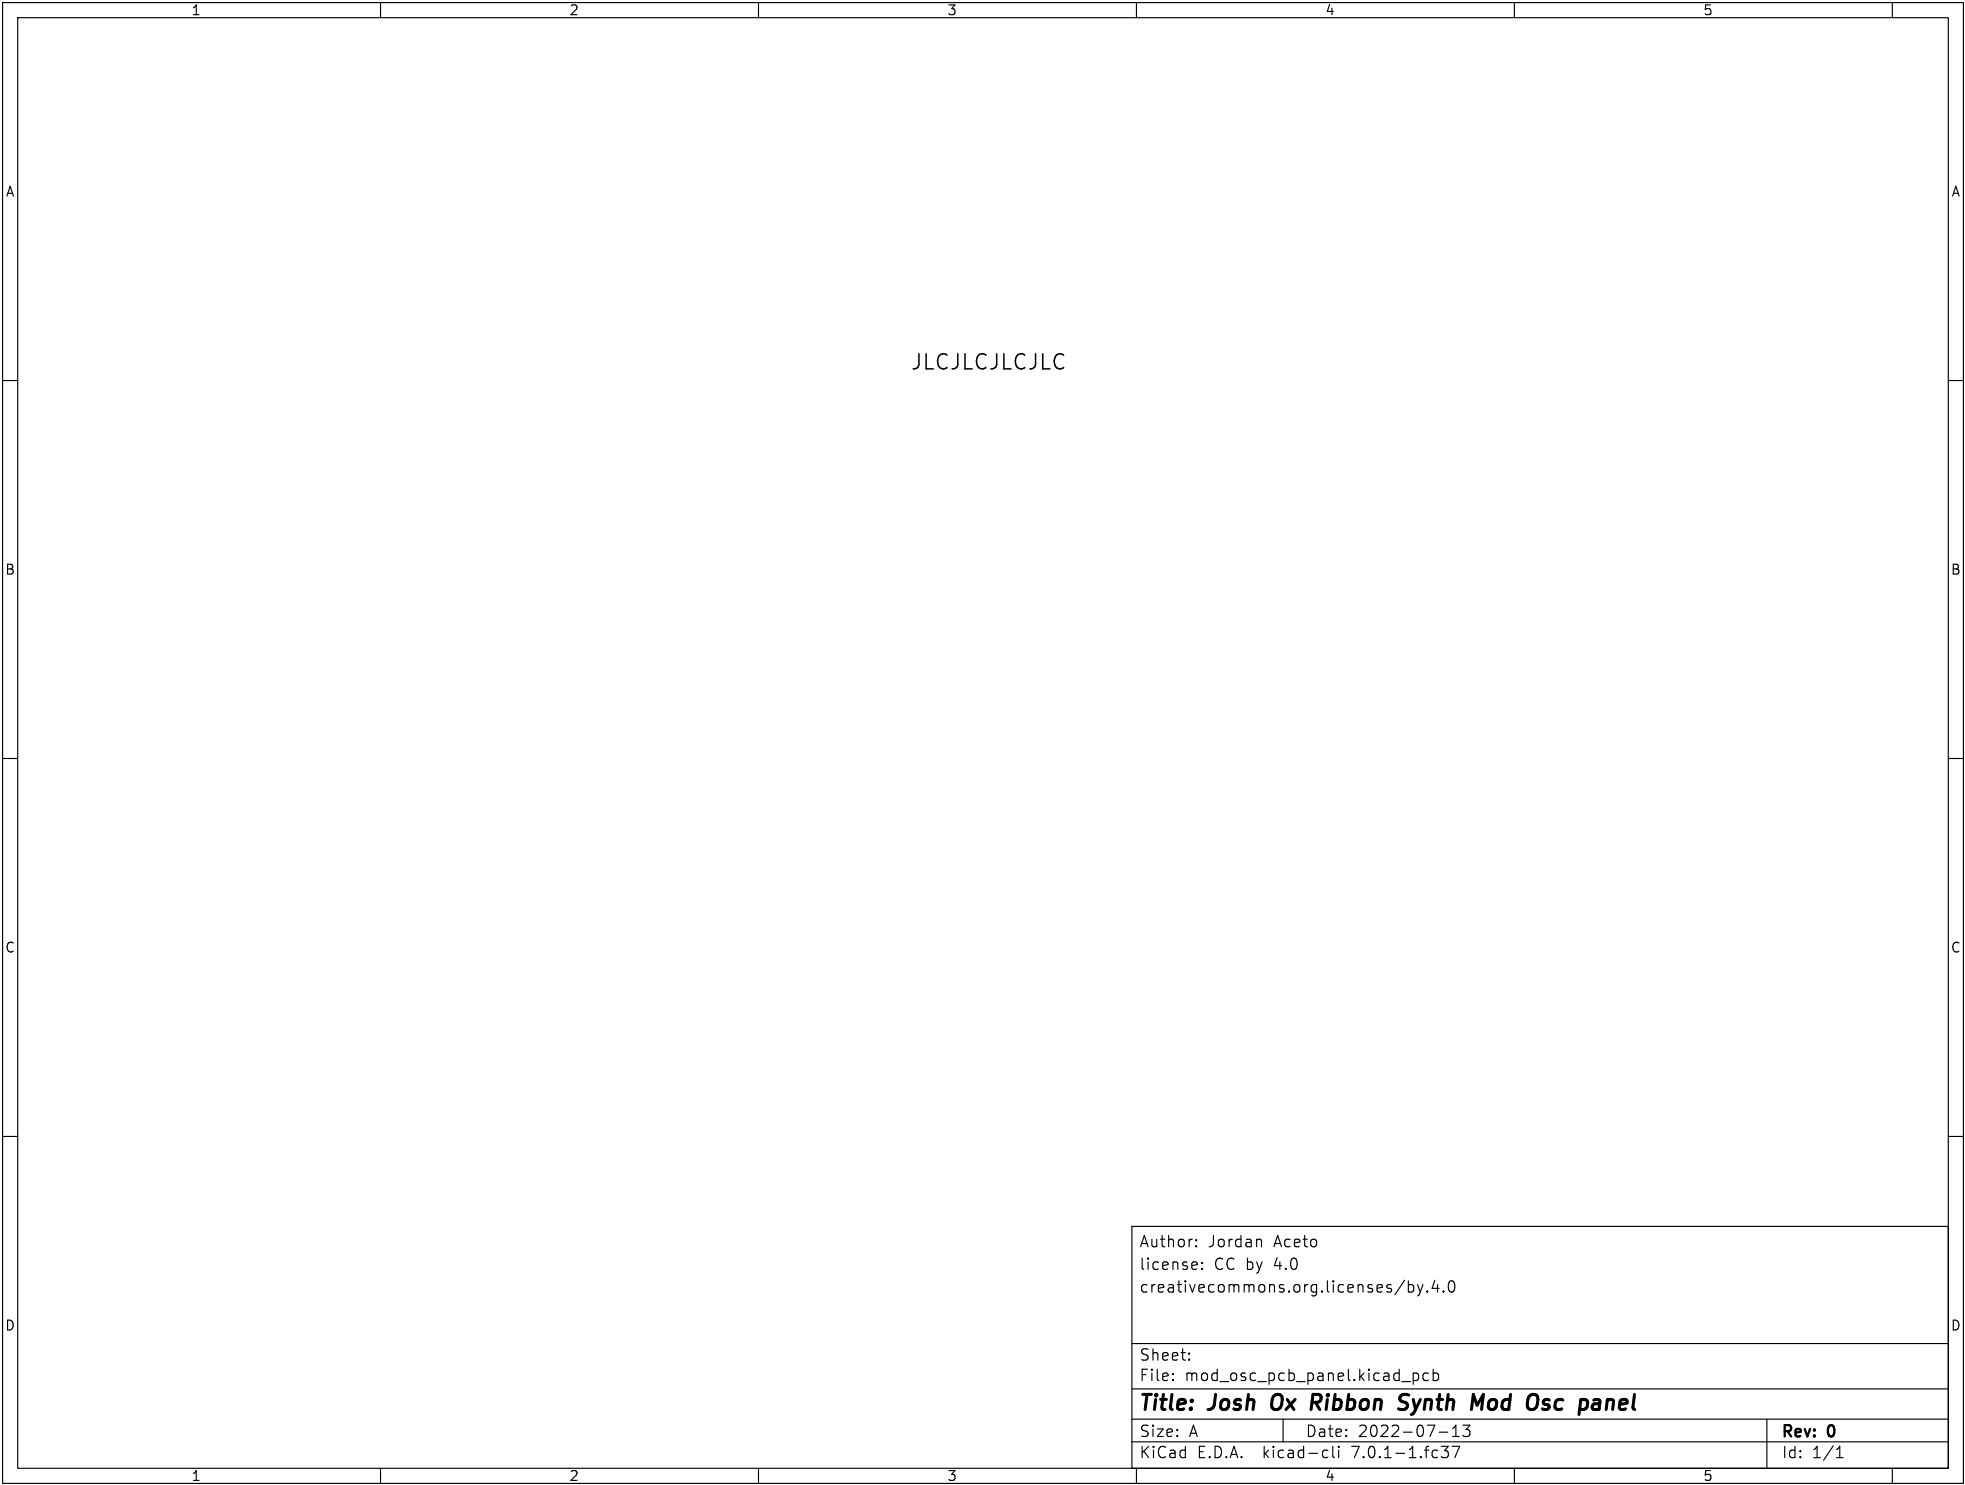 1 2 3 4 5
A A
JLCJLCJLCJLC
B B
C C
Author: Jordan Aceto
license: CC by 4.0
creativecommons.org.licenses/by.4.0
D D
Sheet:
File: mod_osc_pcb_panel.kicad_pcb
Title: Josh Ox Ribbon Synth Mod Osc panel
Size: A Date: 2022-07-13 Rev: 0
KiCad E.D.A. kicad-cli 7.0.1-1.fc37 Id: 1/1
1 2 3 4 5